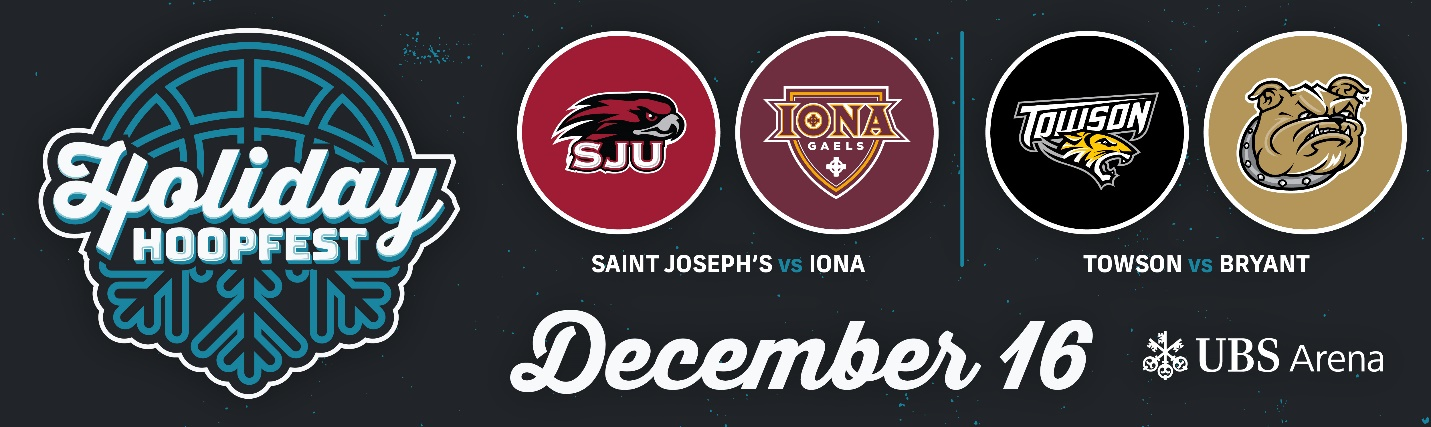 Holiday
HOOPFEST
SJU
IONA
GAELS
TOWSON
SAINT JOSEPH'S vs IONA
TOWSON vs BRYANT
December 16
UBS Arena